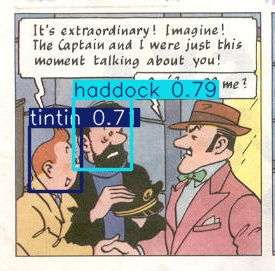 It's extraordinary! Imagine!
The Captain and I were just this
moment talking about you!
me?
haddock 0.79
tintin 0.7